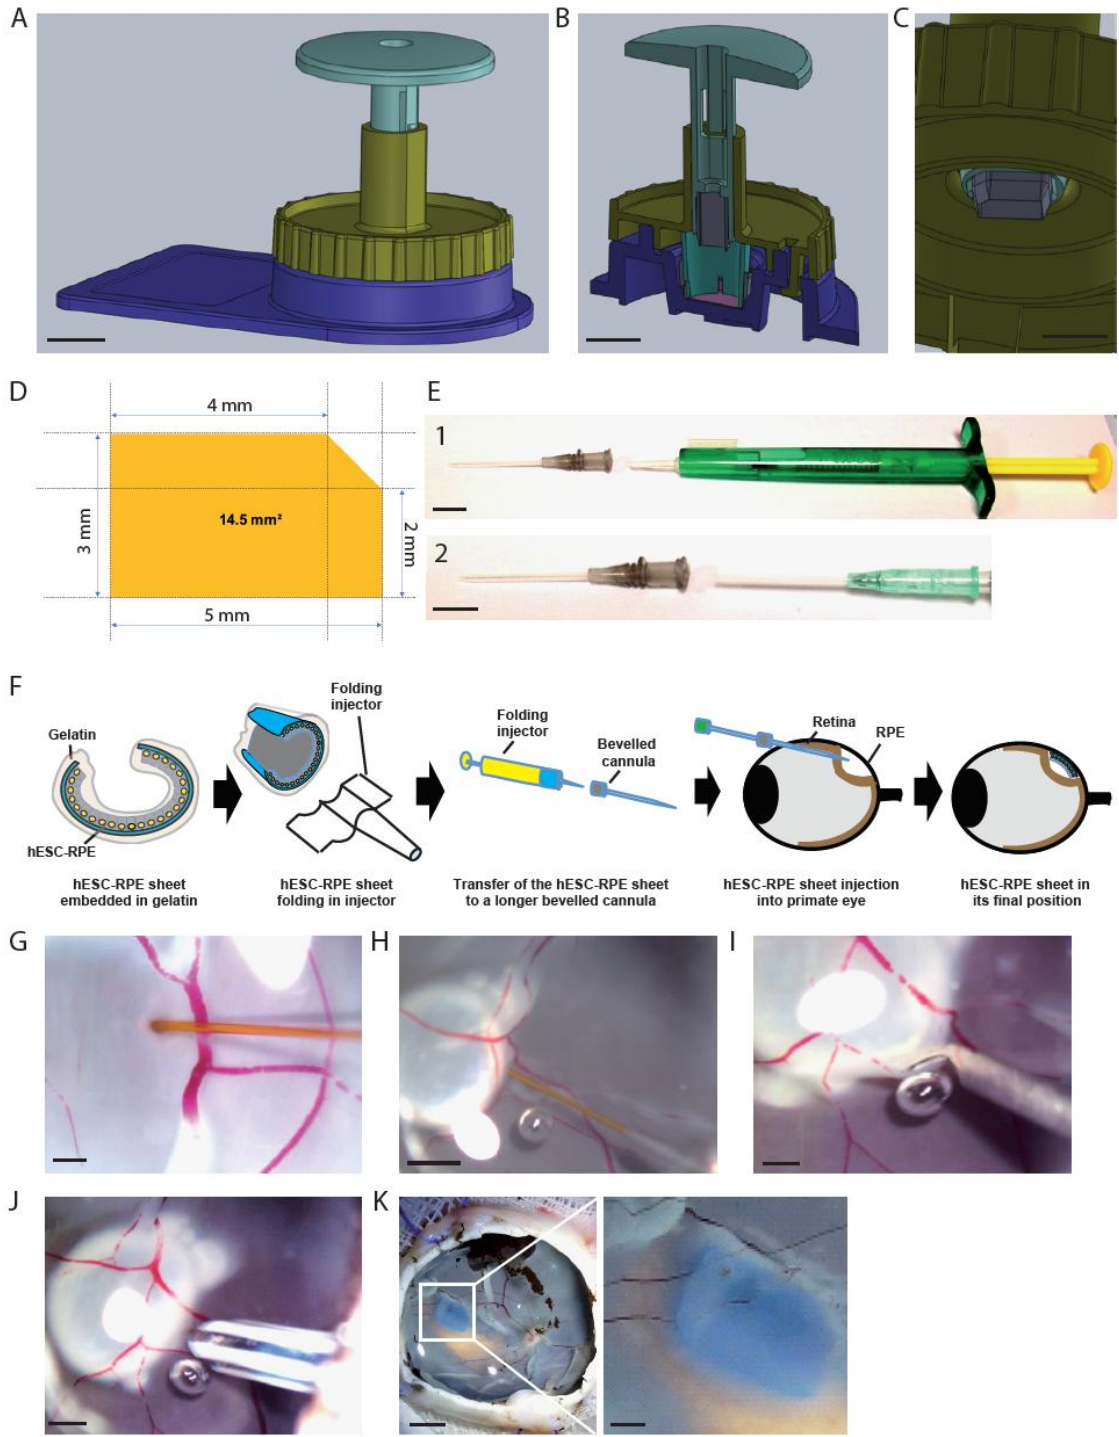 A
B
C
D
4 mm
3 mm
14.5 mm²
2 mm
5 mm
E
1
2
F
Gelatin
hESC-RPE
hESC-RPE sheet
embedded in gelatin
Folding
injector
hESC-RPE sheet
folding in injector
Folding
injector
Bevelled
cannula
Transfer of the hESC-RPE sheet
to a longer bevelled cannula
Retina
RPE
hESC-RPE sheet injection
into primate eye
hESC-RPE sheet in
its final position
G
H
I
J
K